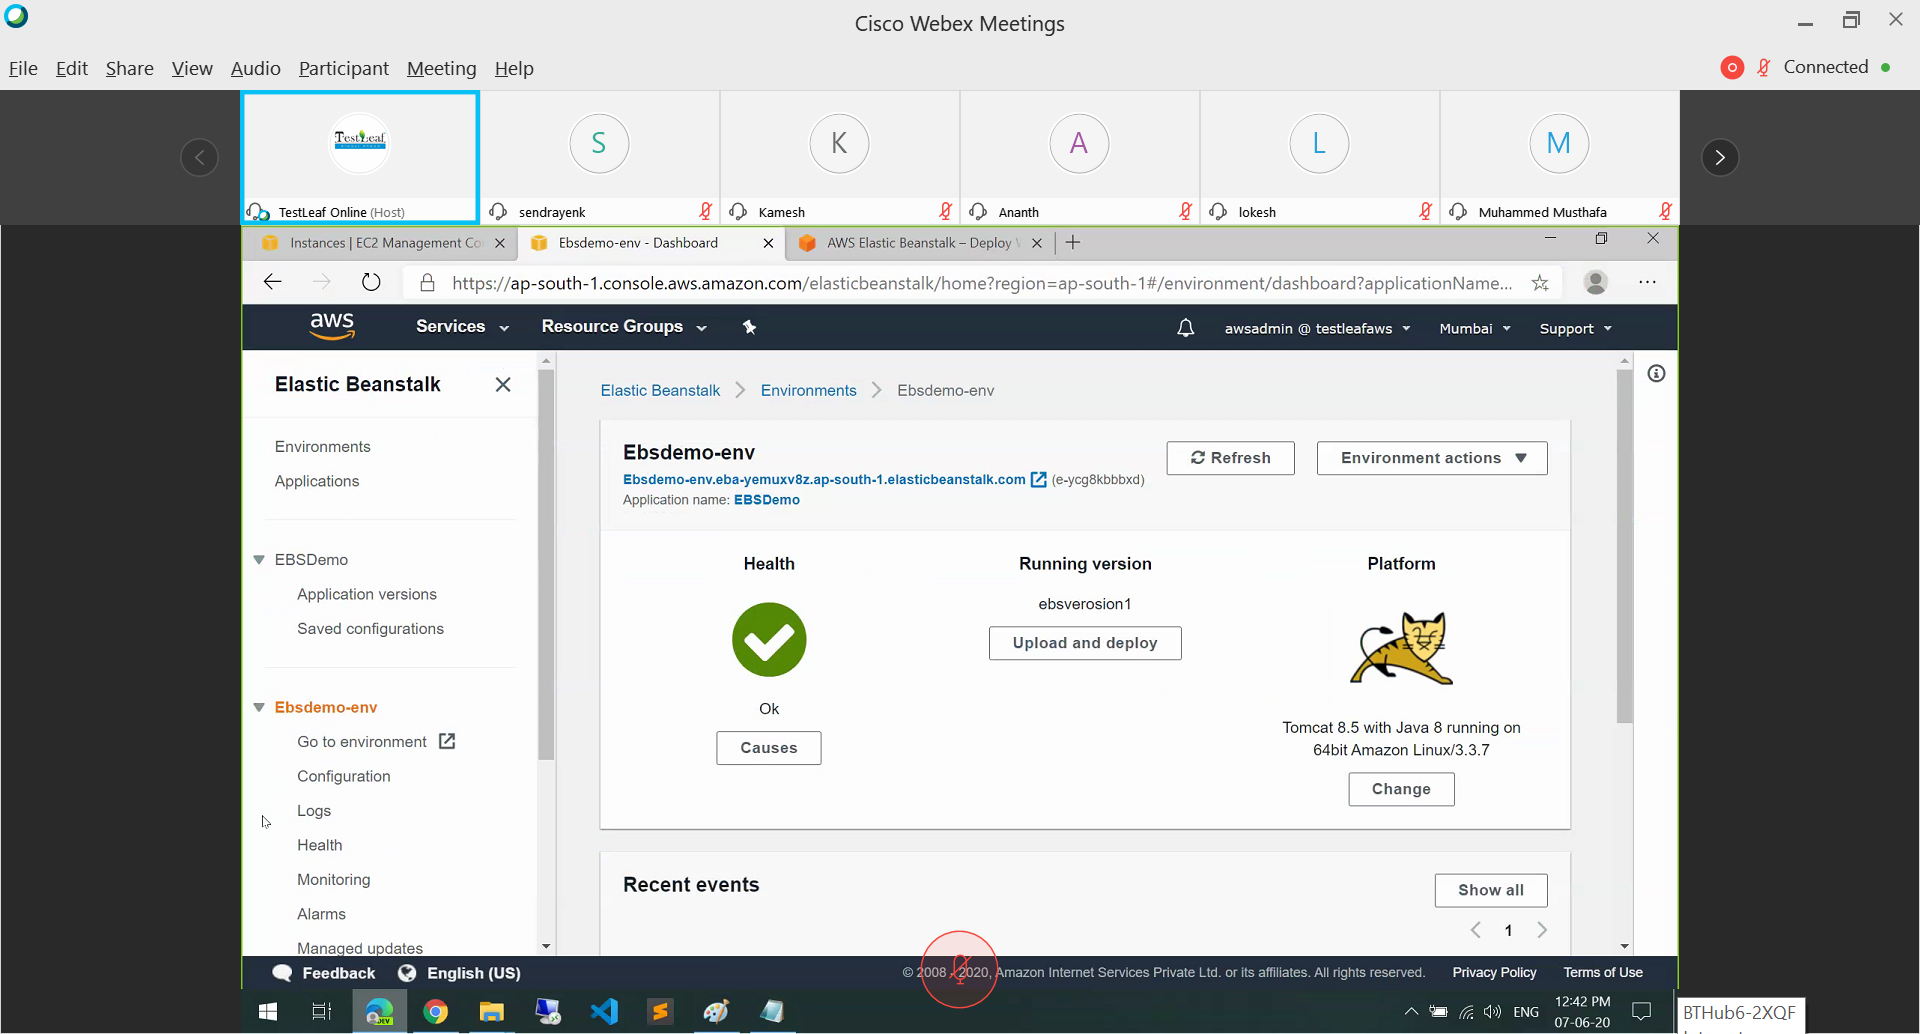 Cisco Webex Meetings
File Edit Share View Audio Participant Meeting Help
Connected
TestLeaf
S
K
A
L
M
TestLeaf Online (Host)
sendrayenk
Kamesh
Ananth
lokesh
Muhammed Musthafa
Instances | EC2 Management Co
Ebsdemo-env - Dashboard
AWS Elastic Beanstalk – Deploy
https://ap-south-1.console.aws.amazon.com/elasticbeanstalk/home?region=ap-south-1#/environment/dashboard?applicationName...
aws
Services
Resource Groups
awsadmin @ testleafaws
Mumbai
Support
Elastic Beanstalk
Environments
Applications
EBSDemo
Application versions
Saved configurations
Ebsdemo-env
Go to environment
Configuration
Logs
Health
Monitoring
Alarms
Managed updates
Elastic Beanstalk
Environments
Ebsdemo-env
Ebsdemo-env
Ebsdemo-env.eba-yemuxv8z.ap-south-1.elasticbeanstalk.com (e-ycg8kbbbxd)
Application name: EBSDemo
Refresh
Environment actions
Health
Ok
Causes
Running version
ebsverosion1
Upload and deploy
Platform
Tomcat 8.5 with Java 8 running on
64bit Amazon Linux/3.3.7
Change
Recent events
Show all
1
Feedback
English (US)
© 2008 - 2020, Amazon Internet Services Private Ltd. or its affiliates. All rights reserved.
Privacy Policy
Terms of Use
DEV
ENG
12:42 PM
07-06-20
BTHub6-2XQF